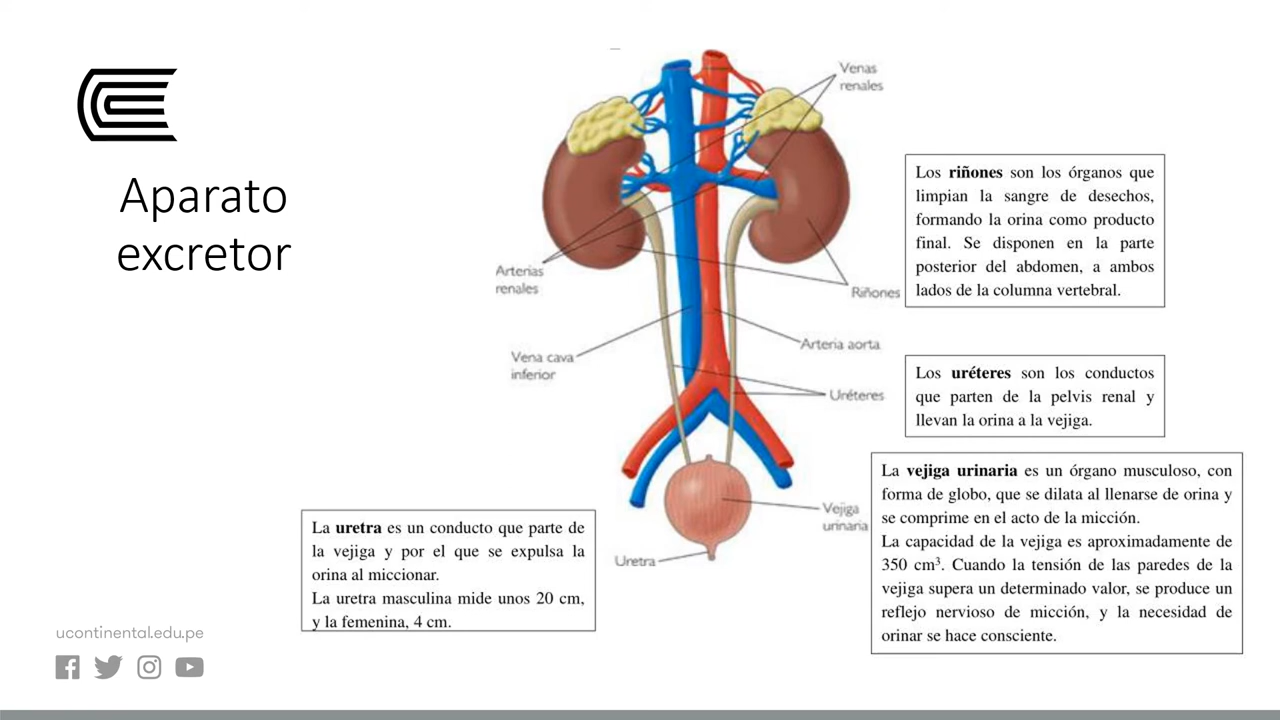 Aparato
excretor
Venas
renales
Arterias
renales
Riñones
Vena cava
inferior
Arteria aorta
Uréteres
Vejiga
urinaria
Uretra
Los riñones son los órganos que
limpian la sangre de desechos,
formando la orina como producto
final. Se disponen en la parte
posterior del abdomen, a ambos
lados de la columna vertebral.
Los uréteres son los conductos
que parten de la pelvis renal y
llevan la orina a la vejiga.
La vejiga urinaria es un órgano musculoso, con
forma de globo, que se dilata al llenarse de orina y
se comprime en el acto de la micción.
La capacidad de la vejiga es aproximadamente de
350 cm³. Cuando la tensión de las paredes de la
vejiga supera un determinado valor, se produce un
reflejo nervioso de micción, y la necesidad de
orinar se hace consciente.
La uretra es un conducto que parte de
la vejiga y por el que se expulsa la
orina al miccionar.
La uretra masculina mide unos 20 cm,
y la femenina, 4 cm.
ucontinental.edu.pe